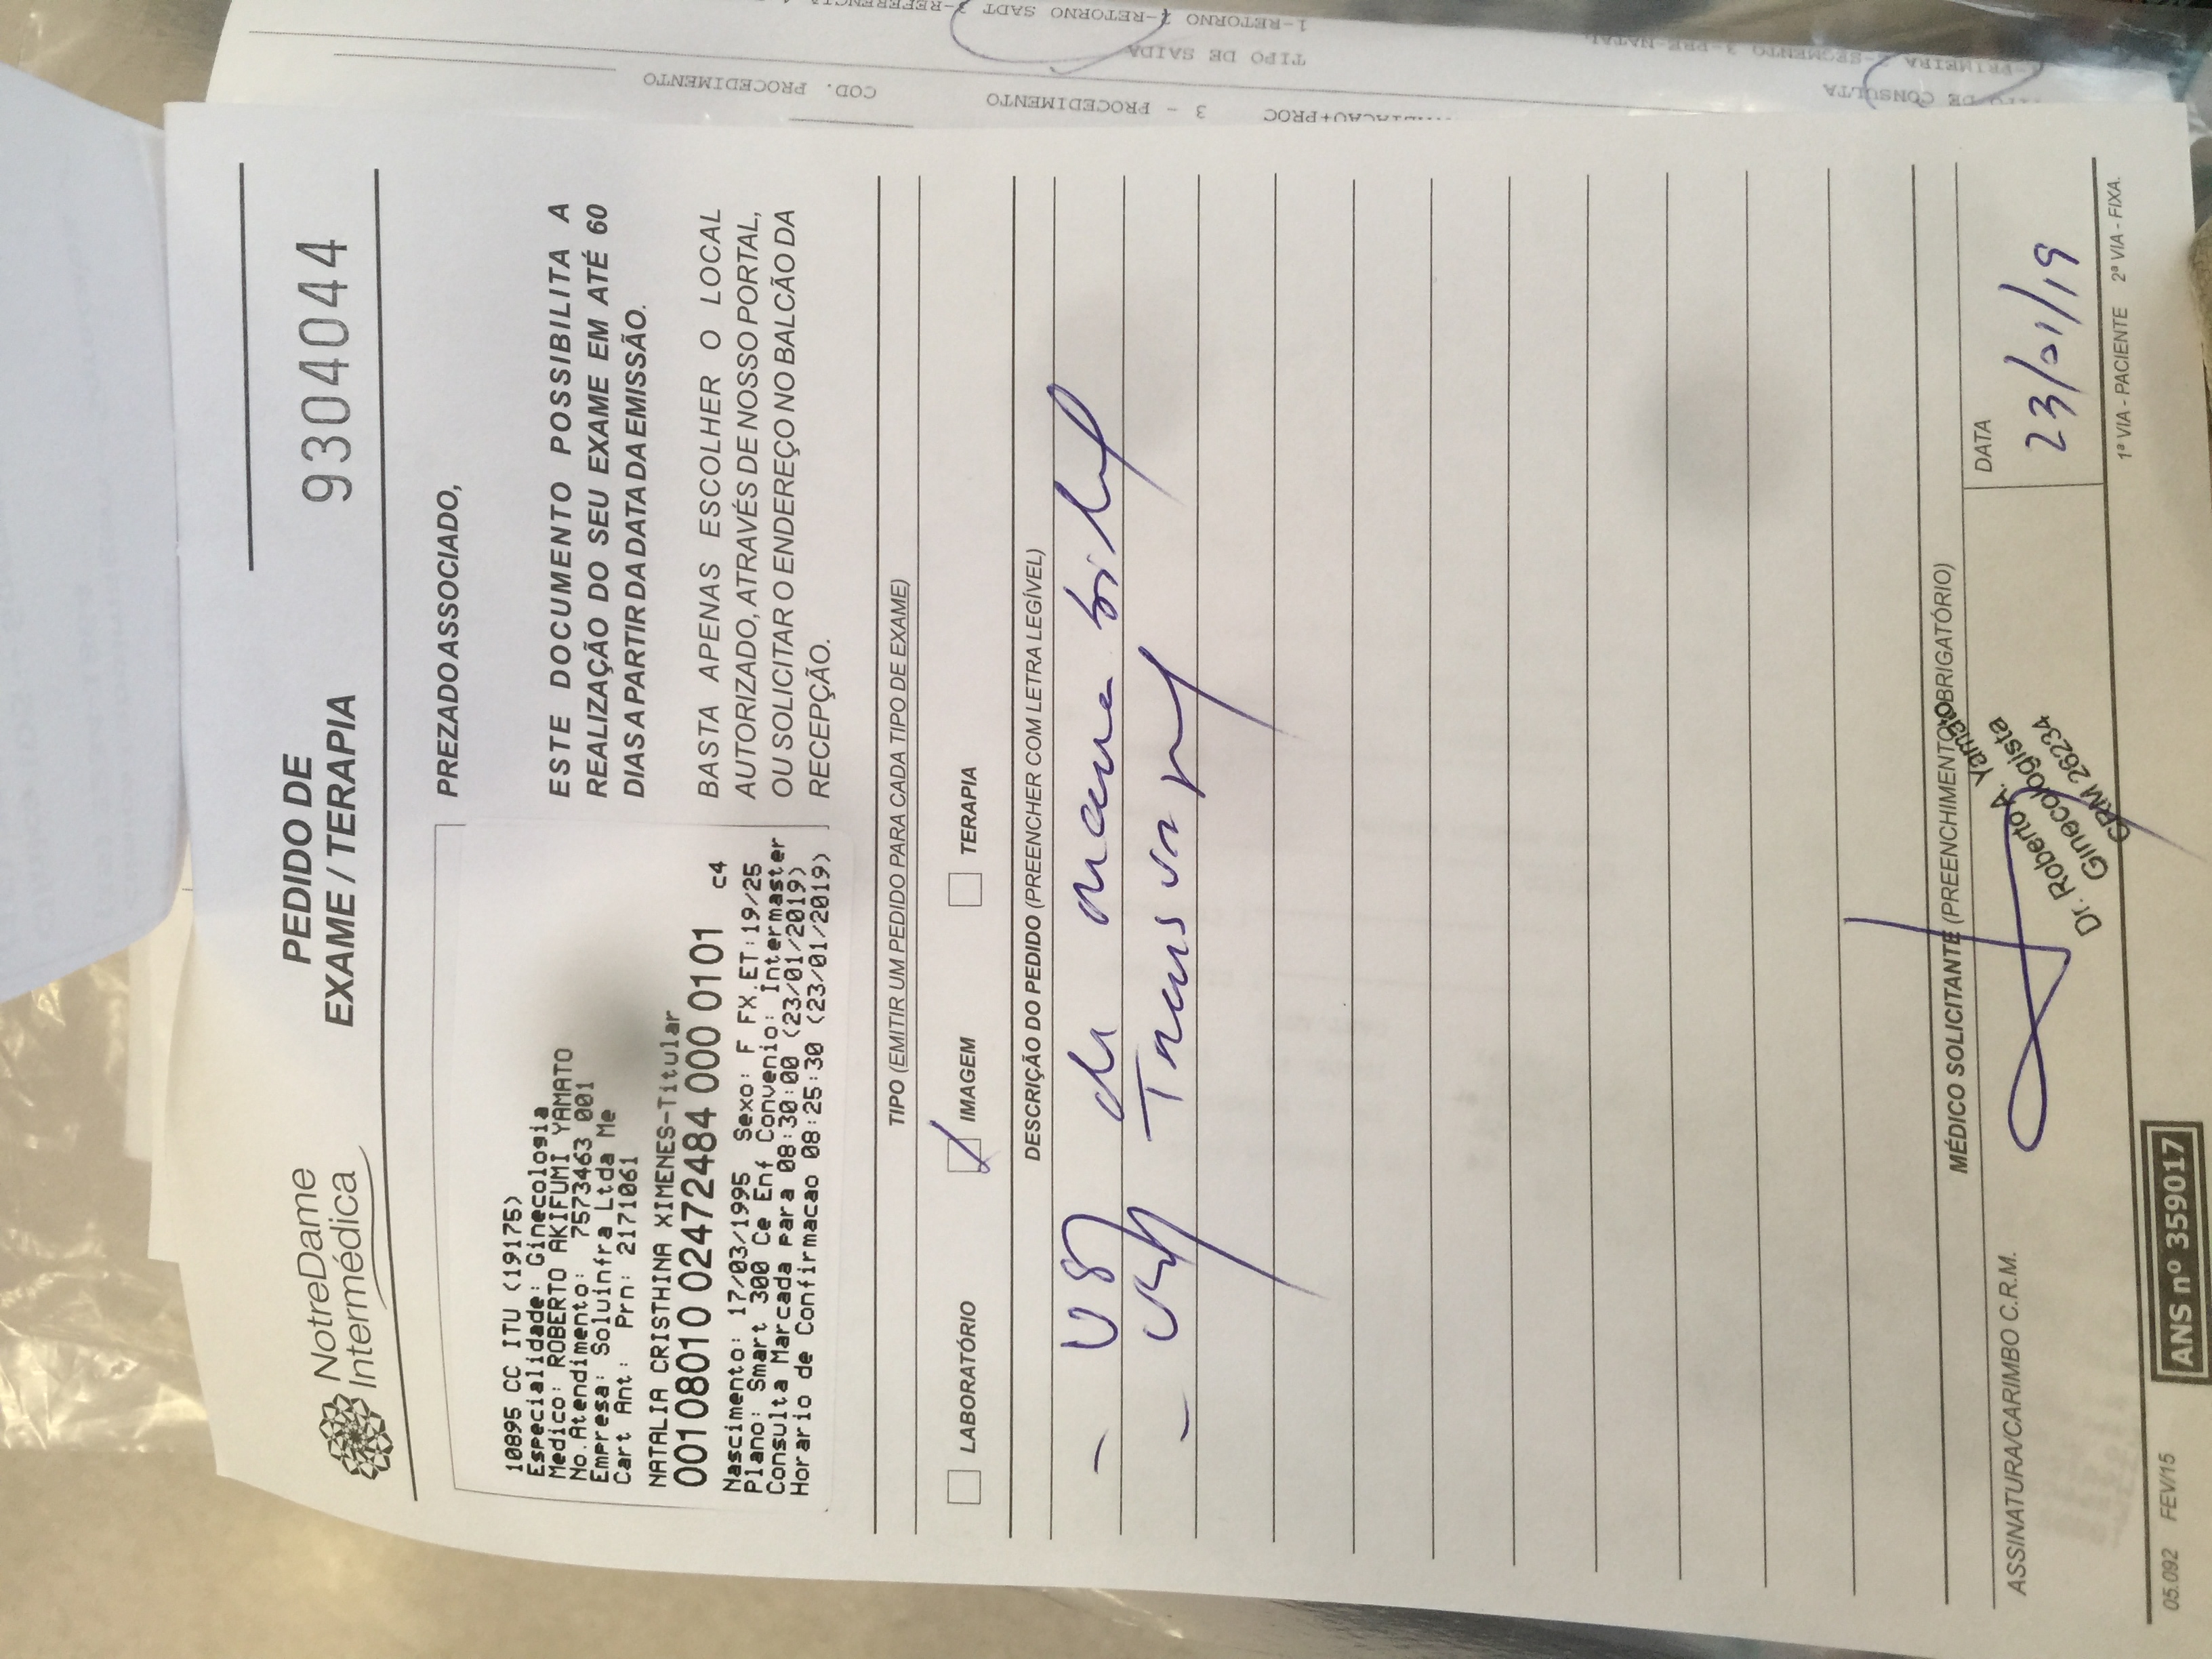 NotreDame
Intermédica
PEDIDO DE
EXAME / TERAPIA
9304044
10895 CC ITU (19175)
Especialidade: Ginecologia
Medico: ROBERTO AKIFUMI YAMATO
No.Atendimento: 7573463 001
Empresa: Soluinfra Ltda Me
Cart Ant: Prn: 2171061
NATALIA CRISTHINA XIMENES-Titular
00108010 02472484 000 0101 c4
Nascimento: 17/03/1995 Sexo: F FX.ET:19/25
Plano: Smart 300 Ce Enf Convenio: Intermaster
Consulta Marcada para 08:30:00 (23/01/2019)
Horario de Confirmacao 08:25:30 (23/01/2019)
PREZADO ASSOCIADO,
ESTE DOCUMENTO POSSIBILITA A
REALIZAÇÃO DO SEU EXAME EM ATÉ 60
DIAS A PARTIR DA DATA DA EMISSÃO.
BASTA APENAS ESCOLHER O LOCAL
AUTORIZADO, ATRAVÉS DE NOSSO PORTAL,
OU SOLICITAR O ENDEREÇO NO BALCÃO DA
RECEPÇÃO.
TIPO (EMITIR UM PEDIDO PARA CADA TIPO DE EXAME)
LABORATÓRIO IMAGEM TERAPIA
DESCRIÇÃO DO PEDIDO (PREENCHER COM LETRA LEGÍVEL)
- USG de
- USG
MÉDICO SOLICITANTE (PREENCHIMENTO OBRIGATÓRIO)
ASSINATURA/CARIMBO C.R.M.
Dr. Roberto A. Yamato
Ginecologista
CRM 26234
DATA
23/01/19
1ª VIA - PACIENTE 2ª VIA - FIXA.
05.092 FEV/15
ANS nº 359017
COD. PROCEDIMENTO
3 - PROCEDIMENTO
TIPO DE SAIDA
1-RETORNO 2-RETORNO SADT 3-REFERENCIA
DE CONSULTA
PRIMEIRA 2-SEGMENTO 3-PRE-NATAL